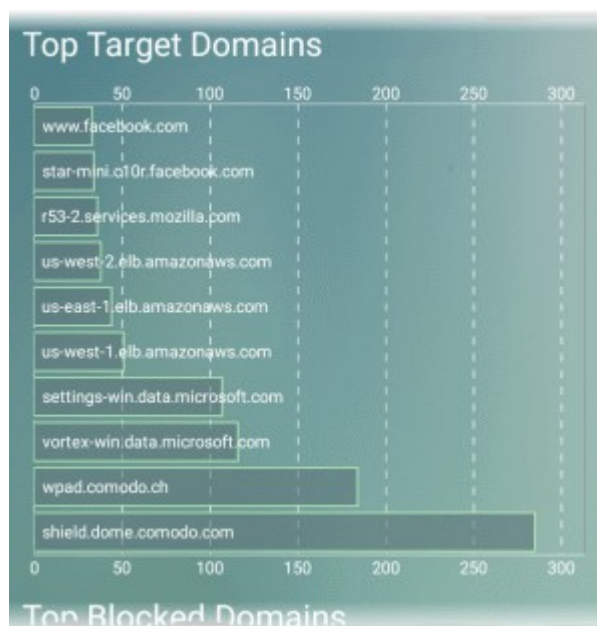 Top Target Domains
0 50 100 150 200 250 300
www.facebook.com
star-mini.c10r.facebook.com
r53-2.services.mozilla.com
us-west-2.elb.amazonaws.com
us-east-1.elb.amazonaws.com
us-west-1.elb.amazonaws.com
settings-win.data.microsoft.com
vortex-win.data.microsoft.com
wpad.comodo.ch
shield.dome.comodo.com
0 50 100 150 200 250 300
Top Blocked Domains